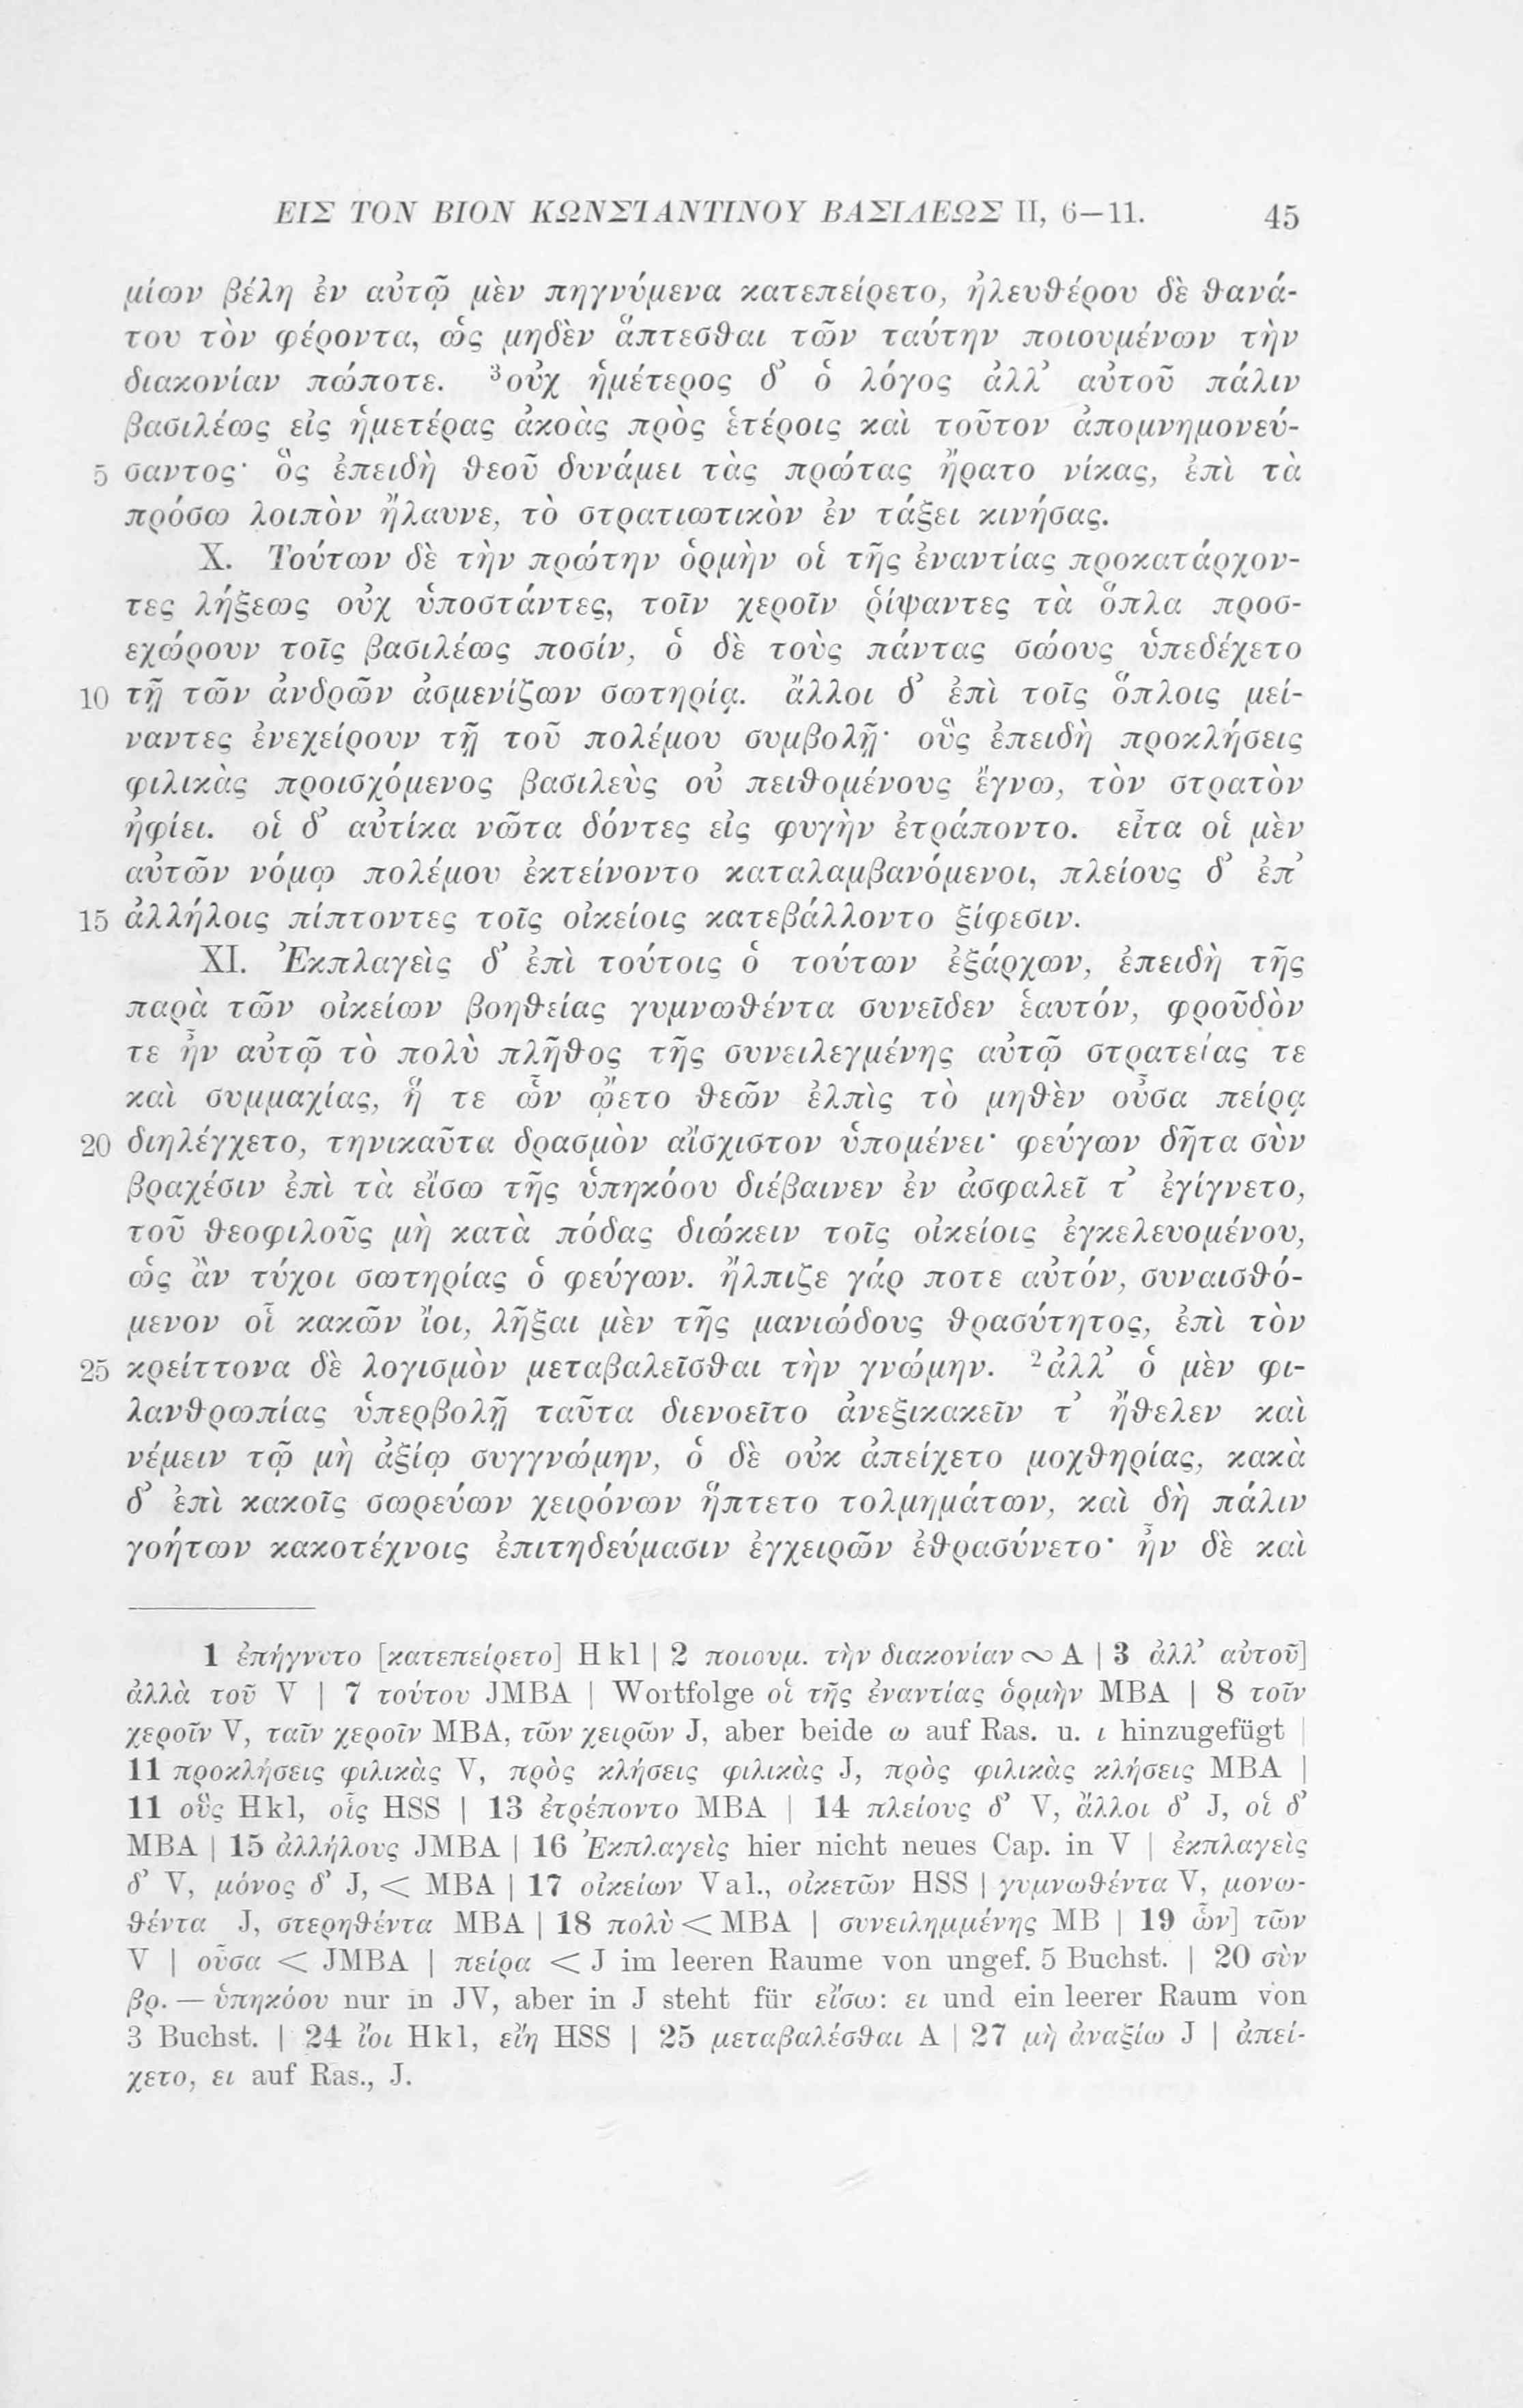 ΕΙΣ ΤΟΝ ΒΙΟΝ ΚΩΝΣΤΑΝΤΙΝΟΥ ΒΑΣΙΛΕΩΣ II, 6—11. 45
μίων βέλη ἐν αὐτῷ μὲν πηγνύμενα κατεπείρετο, ἠλευθέρου δὲ θανά-
του τὸν φέροντα, ὡς μηδὲν ἅπτεσθαι τῶν ταύτην ποιουμένων τὴν
διακονίαν πώποτε. ³οὐχ ἡμέτερος δ’ ὁ λόγος ἀλλ’ αὐτοῦ πάλιν
βασιλέως εἰς ἡμετέρας ἀκοὰς πρὸς ἑτέροις καὶ τοῦτον ἀπομνημονεύ-
5 σαντος· ὃς ἐπειδὴ θεοῦ δυνάμει τὰς πρώτας ἤρατο νίκας, ἐπὶ τὰ
πρόσω λοιπὸν ἤλαυνε, τὸ στρατιωτικὸν ἐν τάξει κινήσας.
X. Τούτων δὲ τὴν πρώτην ὁρμὴν οἱ τῆς ἐναντίας προκατάρχον-
τες λήξεως οὐχ ὑποστάντες, τοῖν χεροῖν ῥίψαντες τὰ ὅπλα προσ-
εχώρουν τοῖς βασιλέως ποσίν, ὁ δὲ τοὺς πάντας σώους ὑπεδέχετο
10 τῇ τῶν ἀνδρῶν ἀσμενίζων σωτηρίᾳ. ἄλλοι δ’ ἐπὶ τοῖς ὅπλοις μεί-
ναντες ἐνεχείρουν τῇ τοῦ πολέμου συμβολῇ· οὓς ἐπειδὴ προκλήσεις
φιλικὰς προισχόμενος βασιλεὺς οὐ πειθομένους ἔγνω, τὸν στρατὸν
ἠφίει. οἱ δ’ αὐτίκα νῶτα δόντες εἰς φυγὴν ἐτράποντο. εἶτα οἱ μὲν
αὐτῶν νόμῳ πολέμου ἐκτείνοντο καταλαμβανόμενοι, πλείους δ’ ἐπ’
15 ἀλλήλοις πίπτοντες τοῖς οἰκείοις κατεβάλλοντο ξίφεσιν.
XI. Ἐκπλαγεὶς δ’ ἐπὶ τούτοις ὁ τούτων ἐξάρχων, ἐπειδὴ τῆς
παρὰ τῶν οἰκείων βοηθείας γυμνωθέντα συνεῖδεν ἑαυτόν, φροῦδόν
τε ἦν αὐτῷ τὸ πολὺ πλῆθος τῆς συνειλεγμένης αὐτῷ στρατείας τε
καὶ συμμαχίας, ἥ τε ὧν ᾤετο θεῶν ἐλπὶς τὸ μηθὲν οὖσα πείρᾳ
20 διηλέγχετο, τηνικαῦτα δρασμὸν αἴσχιστον ὑπομένει· φεύγων δῆτα σὺν
βραχέσιν ἐπὶ τὰ εἴσω τῆς ὑπηκόου διέβαινεν ἐν ἀσφαλεῖ τ’ ἐγίγνετο,
τοῦ θεοφιλοῦς μὴ κατὰ πόδας διώκειν τοῖς οἰκείοις ἐγκελευομένου,
ὡς ἂν τύχοι σωτηρίας ὁ φεύγων. ἤλπιζε γάρ ποτε αὐτόν, συναισθό-
μενον οἷ κακῶν ἴοι, λῆξαι μὲν τῆς μανιώδους θρασύτητος, ἐπὶ τὸν
25 κρείττονα δὲ λογισμὸν μεταβαλεῖσθαι τὴν γνώμην. ²ἀλλ’ ὁ μὲν φι-
λανθρωπίας ὑπερβολῇ ταῦτα διενοεῖτο ἀνεξικακεῖν τ’ ἤθελεν καὶ
νέμειν τῷ μὴ ἀξίῳ συγγνώμην, ὁ δὲ οὐκ ἀπείχετο μοχθηρίας, κακὰ
δ’ ἐπὶ κακοῖς σωρεύων χειρόνων ἥπτετο τολμημάτων, καὶ δὴ πάλιν
γοήτων κακοτέχνοις ἐπιτηδεύμασιν ἐγχειρῶν ἐθρασύνετο· ἦν δὲ καὶ
1 ἐπήγνυτο [κατεπείρετο] Hkl | 2 ποιουμ. τὴν διακονίαν ∾ A | 3 ἀλλ’ αὐτοῦ]
ἀλλὰ τοῦ V | 7 τούτου JMBA | Wortfolge οἱ τῆς ἐναντίας ὁρμὴν MBA | 8 τοῖν
χεροῖν V, ταῖν χεροῖν MBA, τῶν χειρῶν J, aber beide ω auf Ras. u. ι hinzugefügt |
11 προκλήσεις φιλικὰς V, πρὸς κλήσεις φιλικὰς J, πρὸς φιλικὰς κλήσεις MBA |
11 οὓς Hkl, οἷς HSS | 13 ἐτρέποντο MBA | 14 πλείους δ’ V, ἄλλοι δ’ J, οἱ δ’
MBA | 15 ἀλλήλους JMBA | 16 Ἐκπλαγεὶς hier nicht neues Cap. in V | ἐκπλαγεὶς
δ’ V, μόνος δ’ J, < MBA | 17 οἰκείων Val., οἰκετῶν HSS | γυμνωθέντα V, μονω-
θέντα J, στερηθέντα MBA | 18 πολὺ < MBA | συνειλημμένης MB | 19 ὧν] τῶν
V | οὖσα < JMBA | πείρα < J im leeren Raume von ungef. 5 Buchst. | 20 σὺν
βρ. — ὑπηκόου nur in JV, aber in J steht für εἴσω: ει und ein leerer Raum von
3 Buchst. | 24 ἴοι Hkl, εἴη HSS | 25 μεταβαλέσθαι A | 27 μὴ ἀναξίω J | ἀπεί-
χετο, ει auf Ras., J.